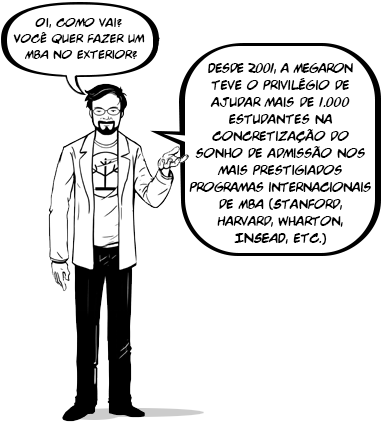 OI, COMO VAI?
VOCÊ QUER FAZER UM
MBA NO EXTERIOR?
DESDE 2001, A MEGARON
TEVE O PRIVILÉGIO DE
AJUDAR MAIS DE 1.000
ESTUDANTES NA
CONCRETIZAÇÃO DO
SONHO DE ADMISSÃO NOS
MAIS PRESTIGIADOS
PROGRAMAS INTERNACIONAIS
DE MBA (STANFORD,
HARVARD, WHARTON,
INSEAD, ETC.)